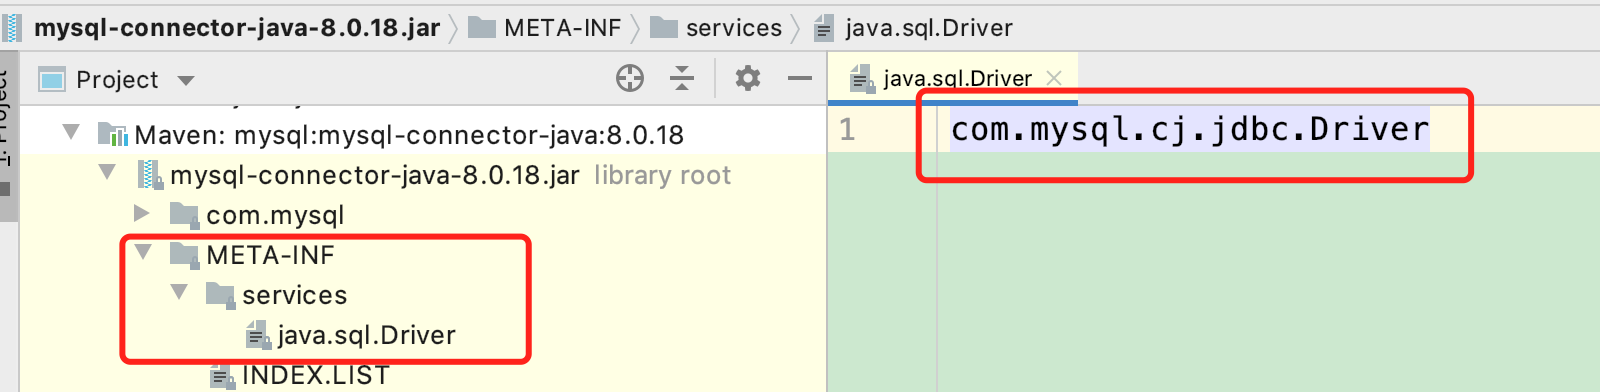 mysql-connector-java-8.0.18.jar META-INF services java.sql.Driver
Project
java.sql.Driver
1: Project
Maven: mysql:mysql-connector-java:8.0.18
mysql-connector-java-8.0.18.jar library root
com.mysql
META-INF
services
java.sql.Driver
INDEX.LIST
1 com.mysql.cj.jdbc.Driver